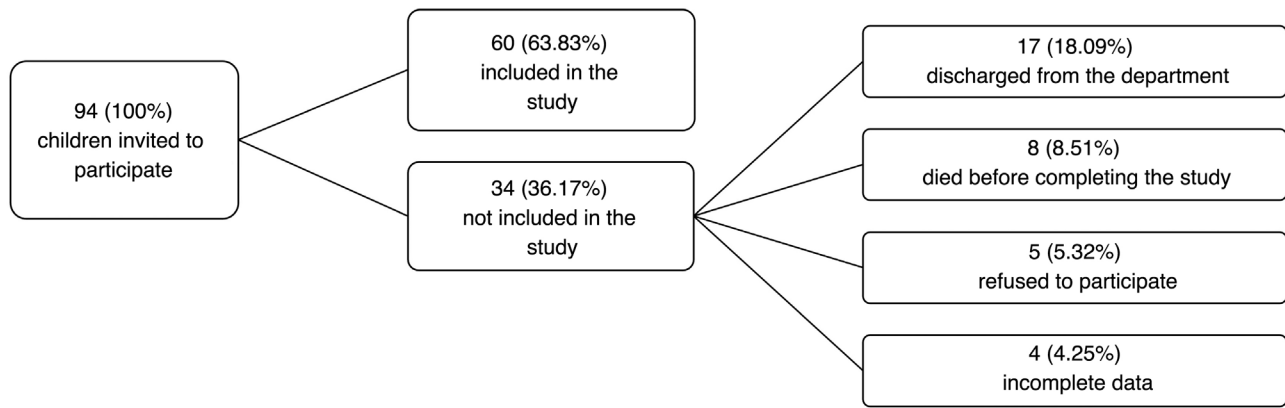 94 (100%)
children invited to
participate
60 (63.83%)
included in the
study
34 (36.17%)
not included in the
study
17 (18.09%)
discharged from the department
8 (8.51%)
died before completing the study
5 (5.32%)
refused to participate
4 (4.25%)
incomplete data